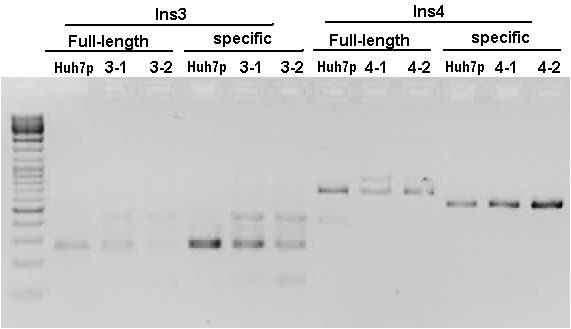 Ins3 Ins4
Full-length specific Full-length specific
Huh7p 3-1 3-2 Huh7p 3-1 3-2 Huh7p 4-1 4-2 Huh7p 4-1 4-2